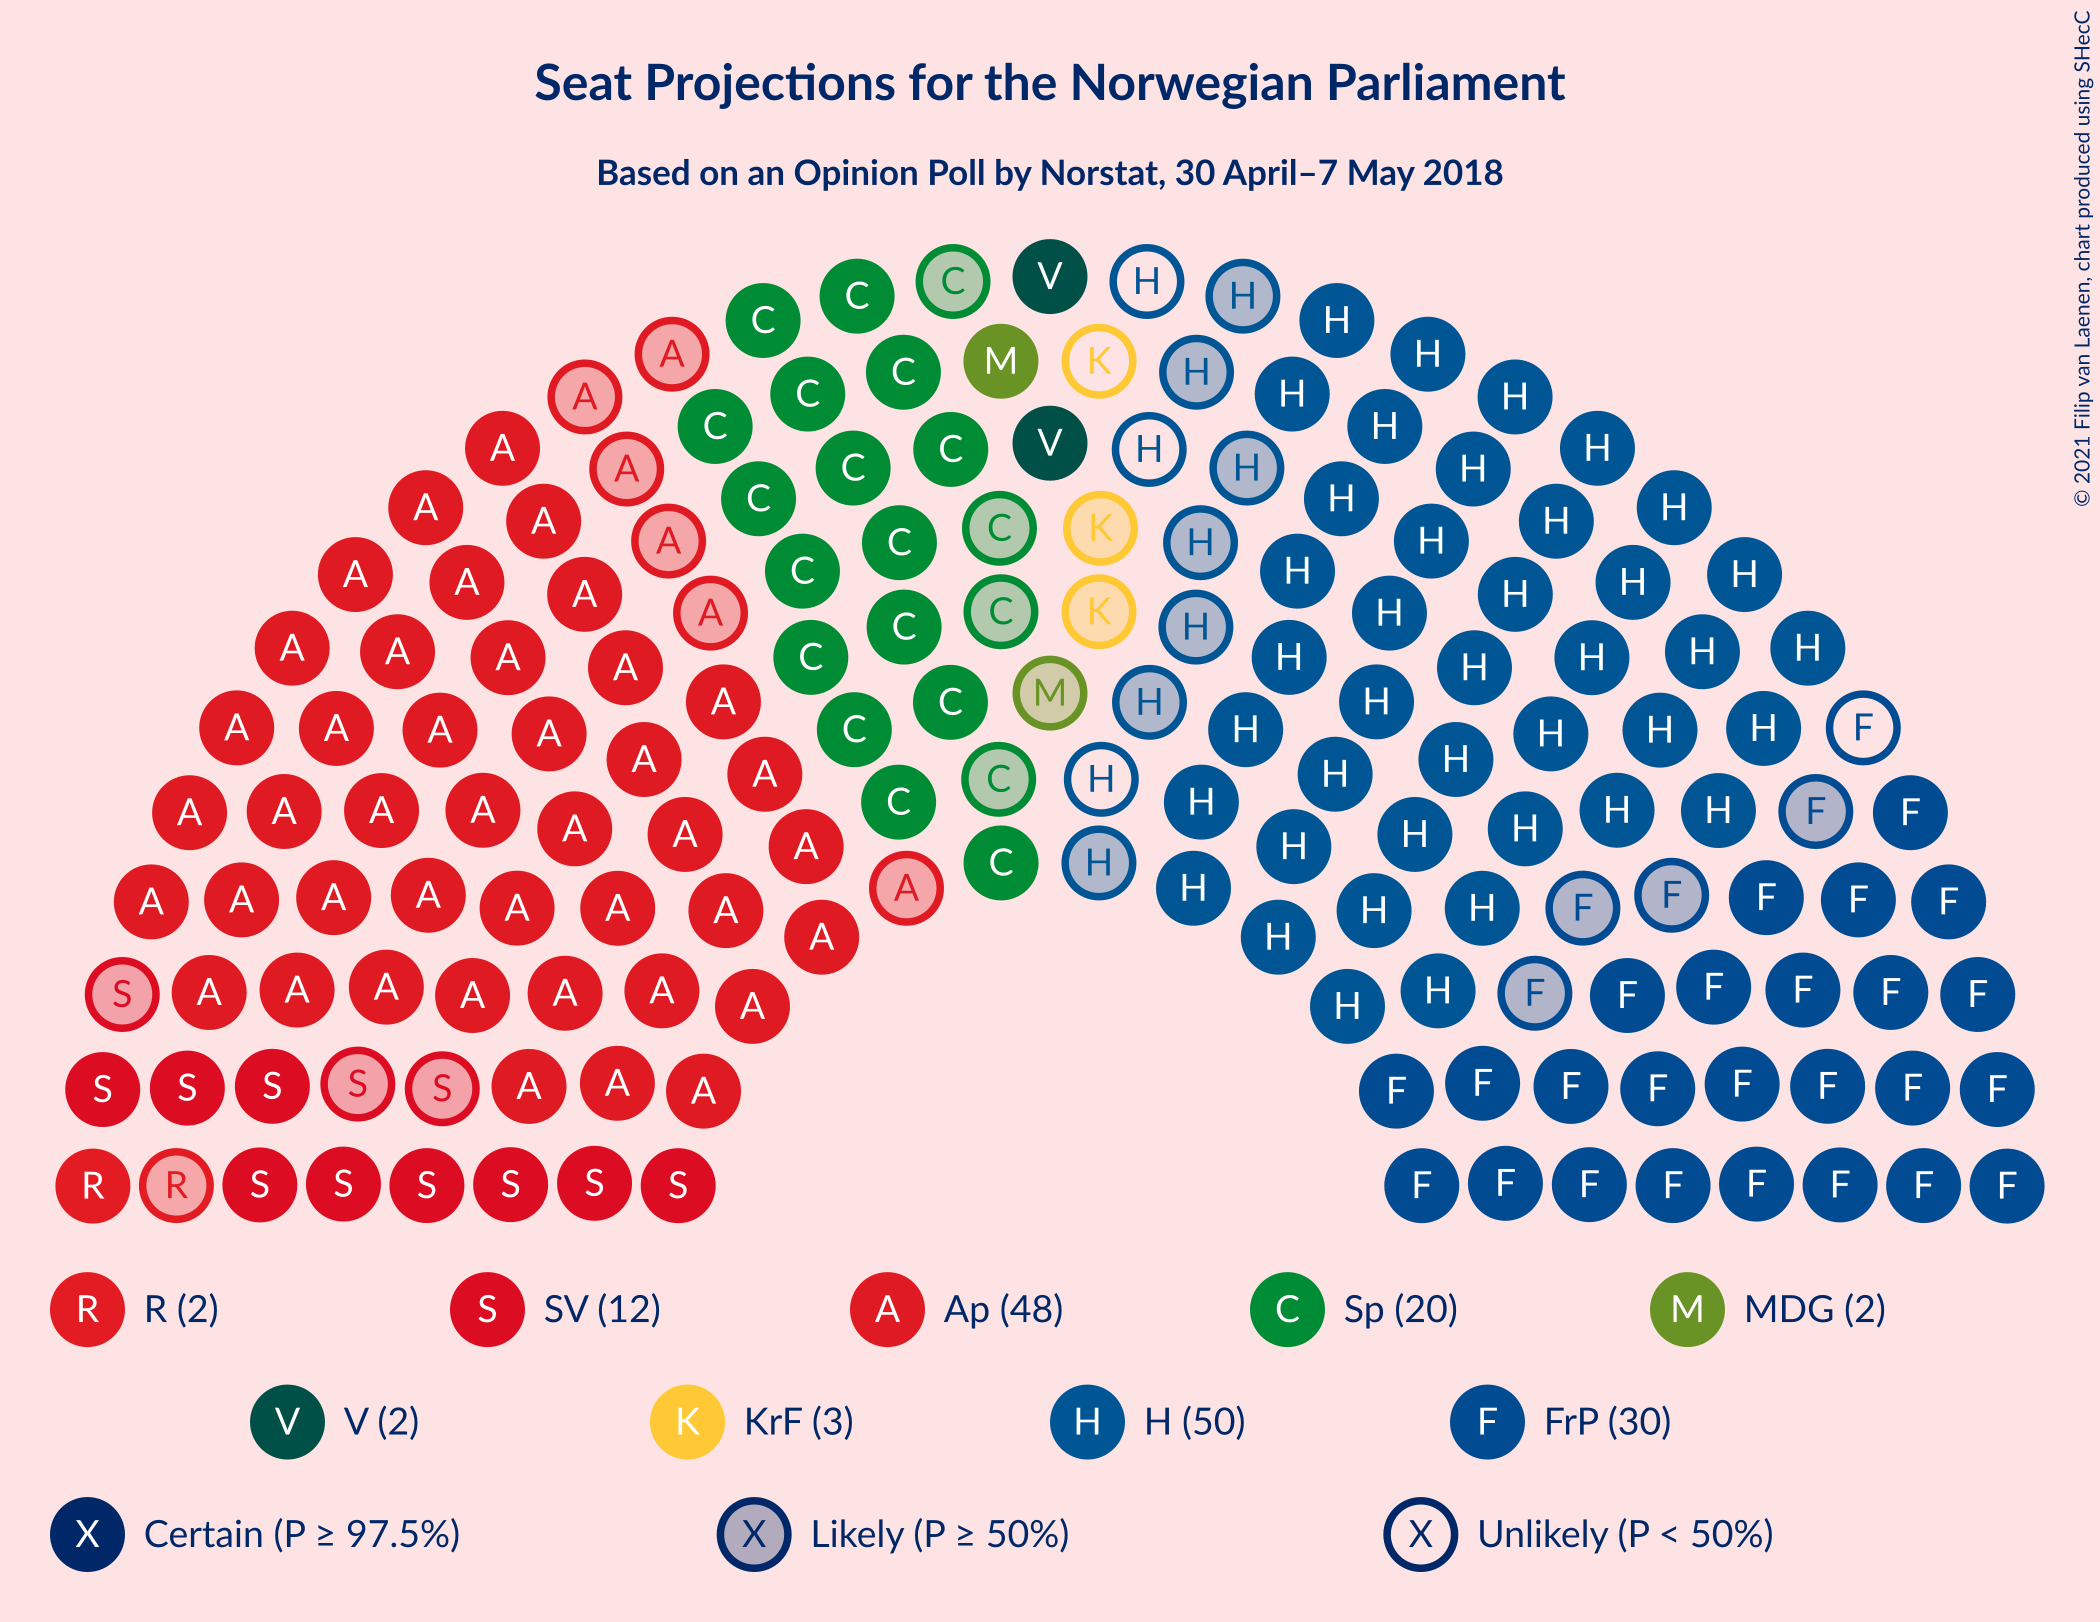 Seat Projections for the Norwegian Parliament
Based on an Opinion Poll by Norstat, 30 April–7 May 2018
© 2021 Filip van Laenen, chart produced using SHecC
V
C H
C H
C H
C H
M K
A H
C H
C H
A H
C H
V
C H
A H
C H
A H
C H
A H
C H
A H
C K
A H
C H
A H
C H
A H
A H
C K
A H
C H
A H
A H
C H
A H
A H
M
C H
A H
A F
A H
C H
A H
A H
A H
C H
A H
C H
A H
A F
A F
A H
A H
A H
C H
A H
A F
A F
A F
A F
A H
A F
A H
A H
A H
A H
A F
A F
A F
S F
A F
A F
A H
S F
A F
A F
S F
S F
S F
A F
S F
A F
S F
S F
S F
S F
S F
R F
R F
S F
R R (2) S SV (12) A Ap (48) C Sp (20) M MDG (2)
V V (2) K KrF (3) H H (50) F FrP (30)
X Certain (P ≥ 97.5%) X Likely (P ≥ 50%) X Unlikely (P < 50%)